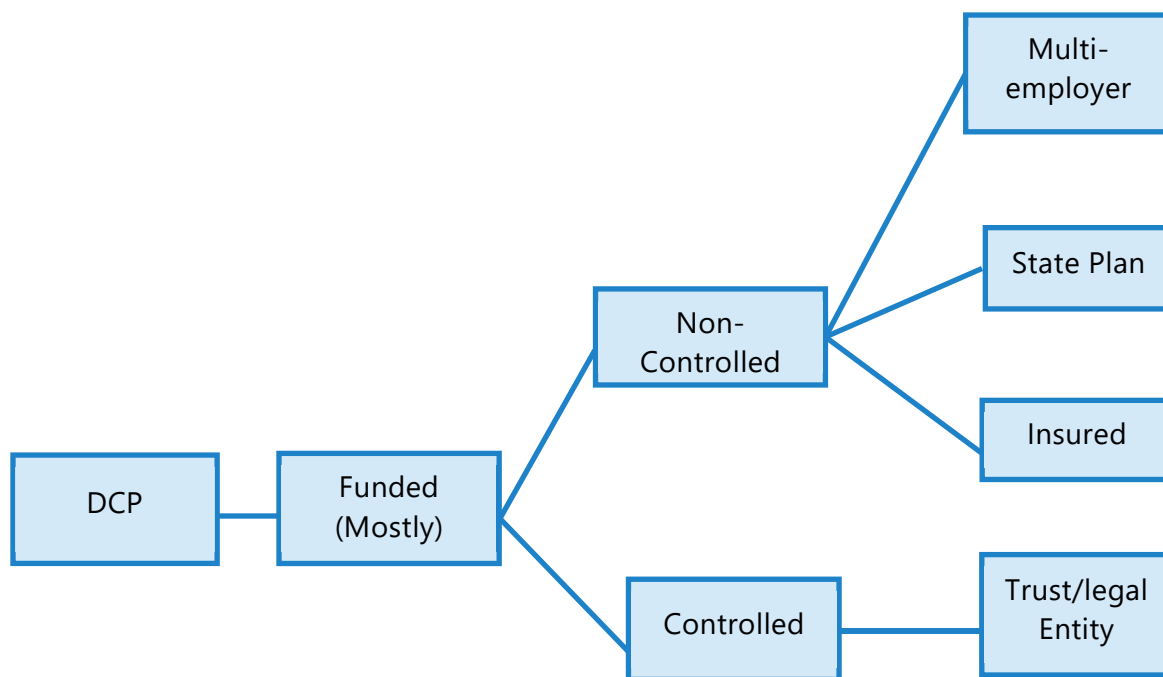 Multi-
employer
State Plan
Non-
Controlled
Insured
DCP
Funded
(Mostly)
Controlled
Trust/legal
Entity